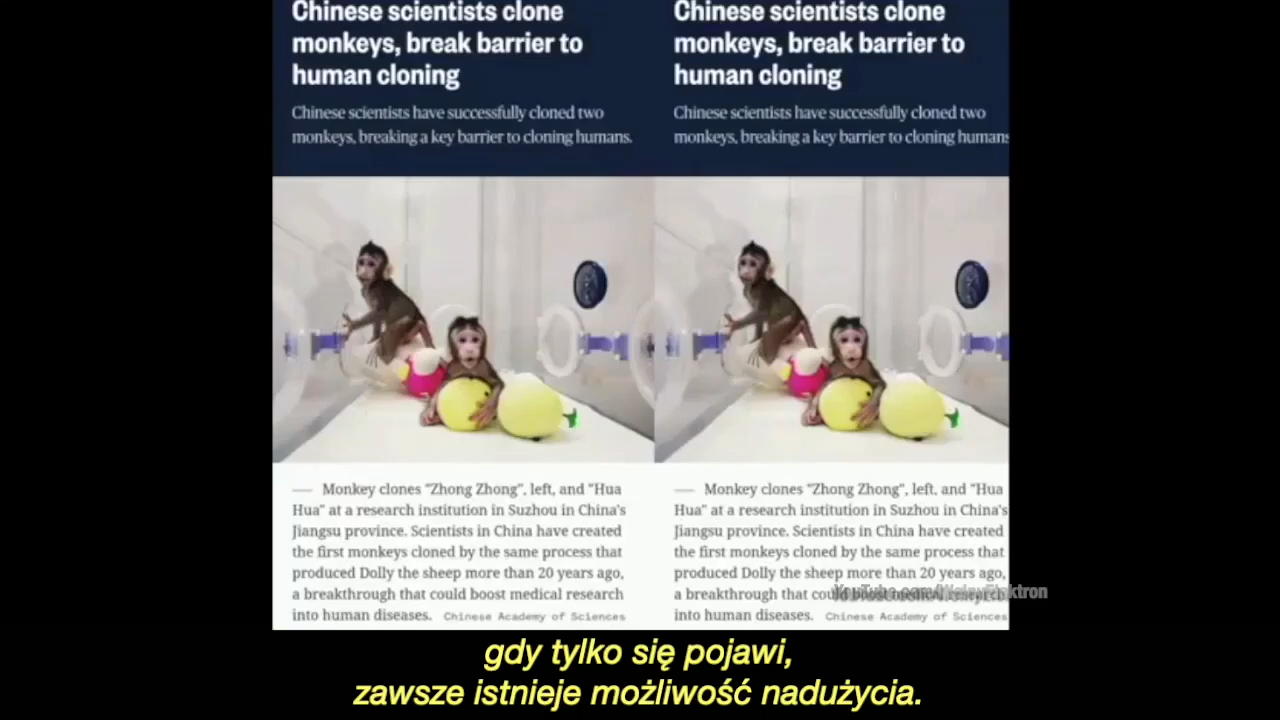 Chinese scientists clone
monkeys, break barrier to
human cloning
Chinese scientists have successfully cloned two
monkeys, breaking a key barrier to cloning humans.
— Monkey clones "Zhong Zhong", left, and "Hua
Hua" at a research institution in Suzhou in China's
Jiangsu province. Scientists in China have created
the first monkeys cloned by the same process that
produced Dolly the sheep more than 20 years ago,
a breakthrough that could boost medical research
into human diseases. Chinese Academy of Sciences
Chinese scientists clone
monkeys, break barrier to
human cloning
Chinese scientists have successfully cloned two
monkeys, breaking a key barrier to cloning humans
— Monkey clones "Zhong Zhong", left, and "Hua
Hua" at a research institution in Suzhou in China's
Jiangsu province. Scientists in China have created
the first monkeys cloned by the same process that
produced Dolly the sheep more than 20 years ago,
a breakthrough that
into human diseases. Chinese Academy of Sciences
gdy tylko się pojawi,
zawsze istnieje możliwość nadużycia.